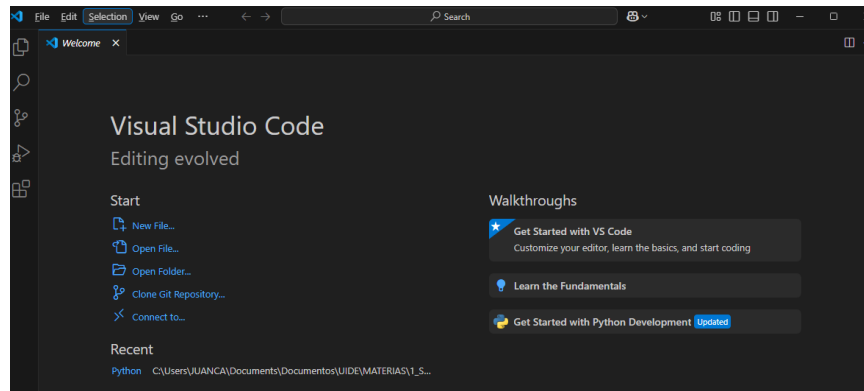 File Edit Selection View Go ··· Search
Welcome
Visual Studio Code
Editing evolved
Start
New File...
Open File...
Open Folder...
Clone Git Repository...
Connect to...
Recent
Python C:\Users\JUANCA\Documents\Documentos\UIDE\MATERIAS\1_S...
Walkthroughs
Get Started with VS Code
Customize your editor, learn the basics, and start coding
Learn the Fundamentals
Get Started with Python Development Updated